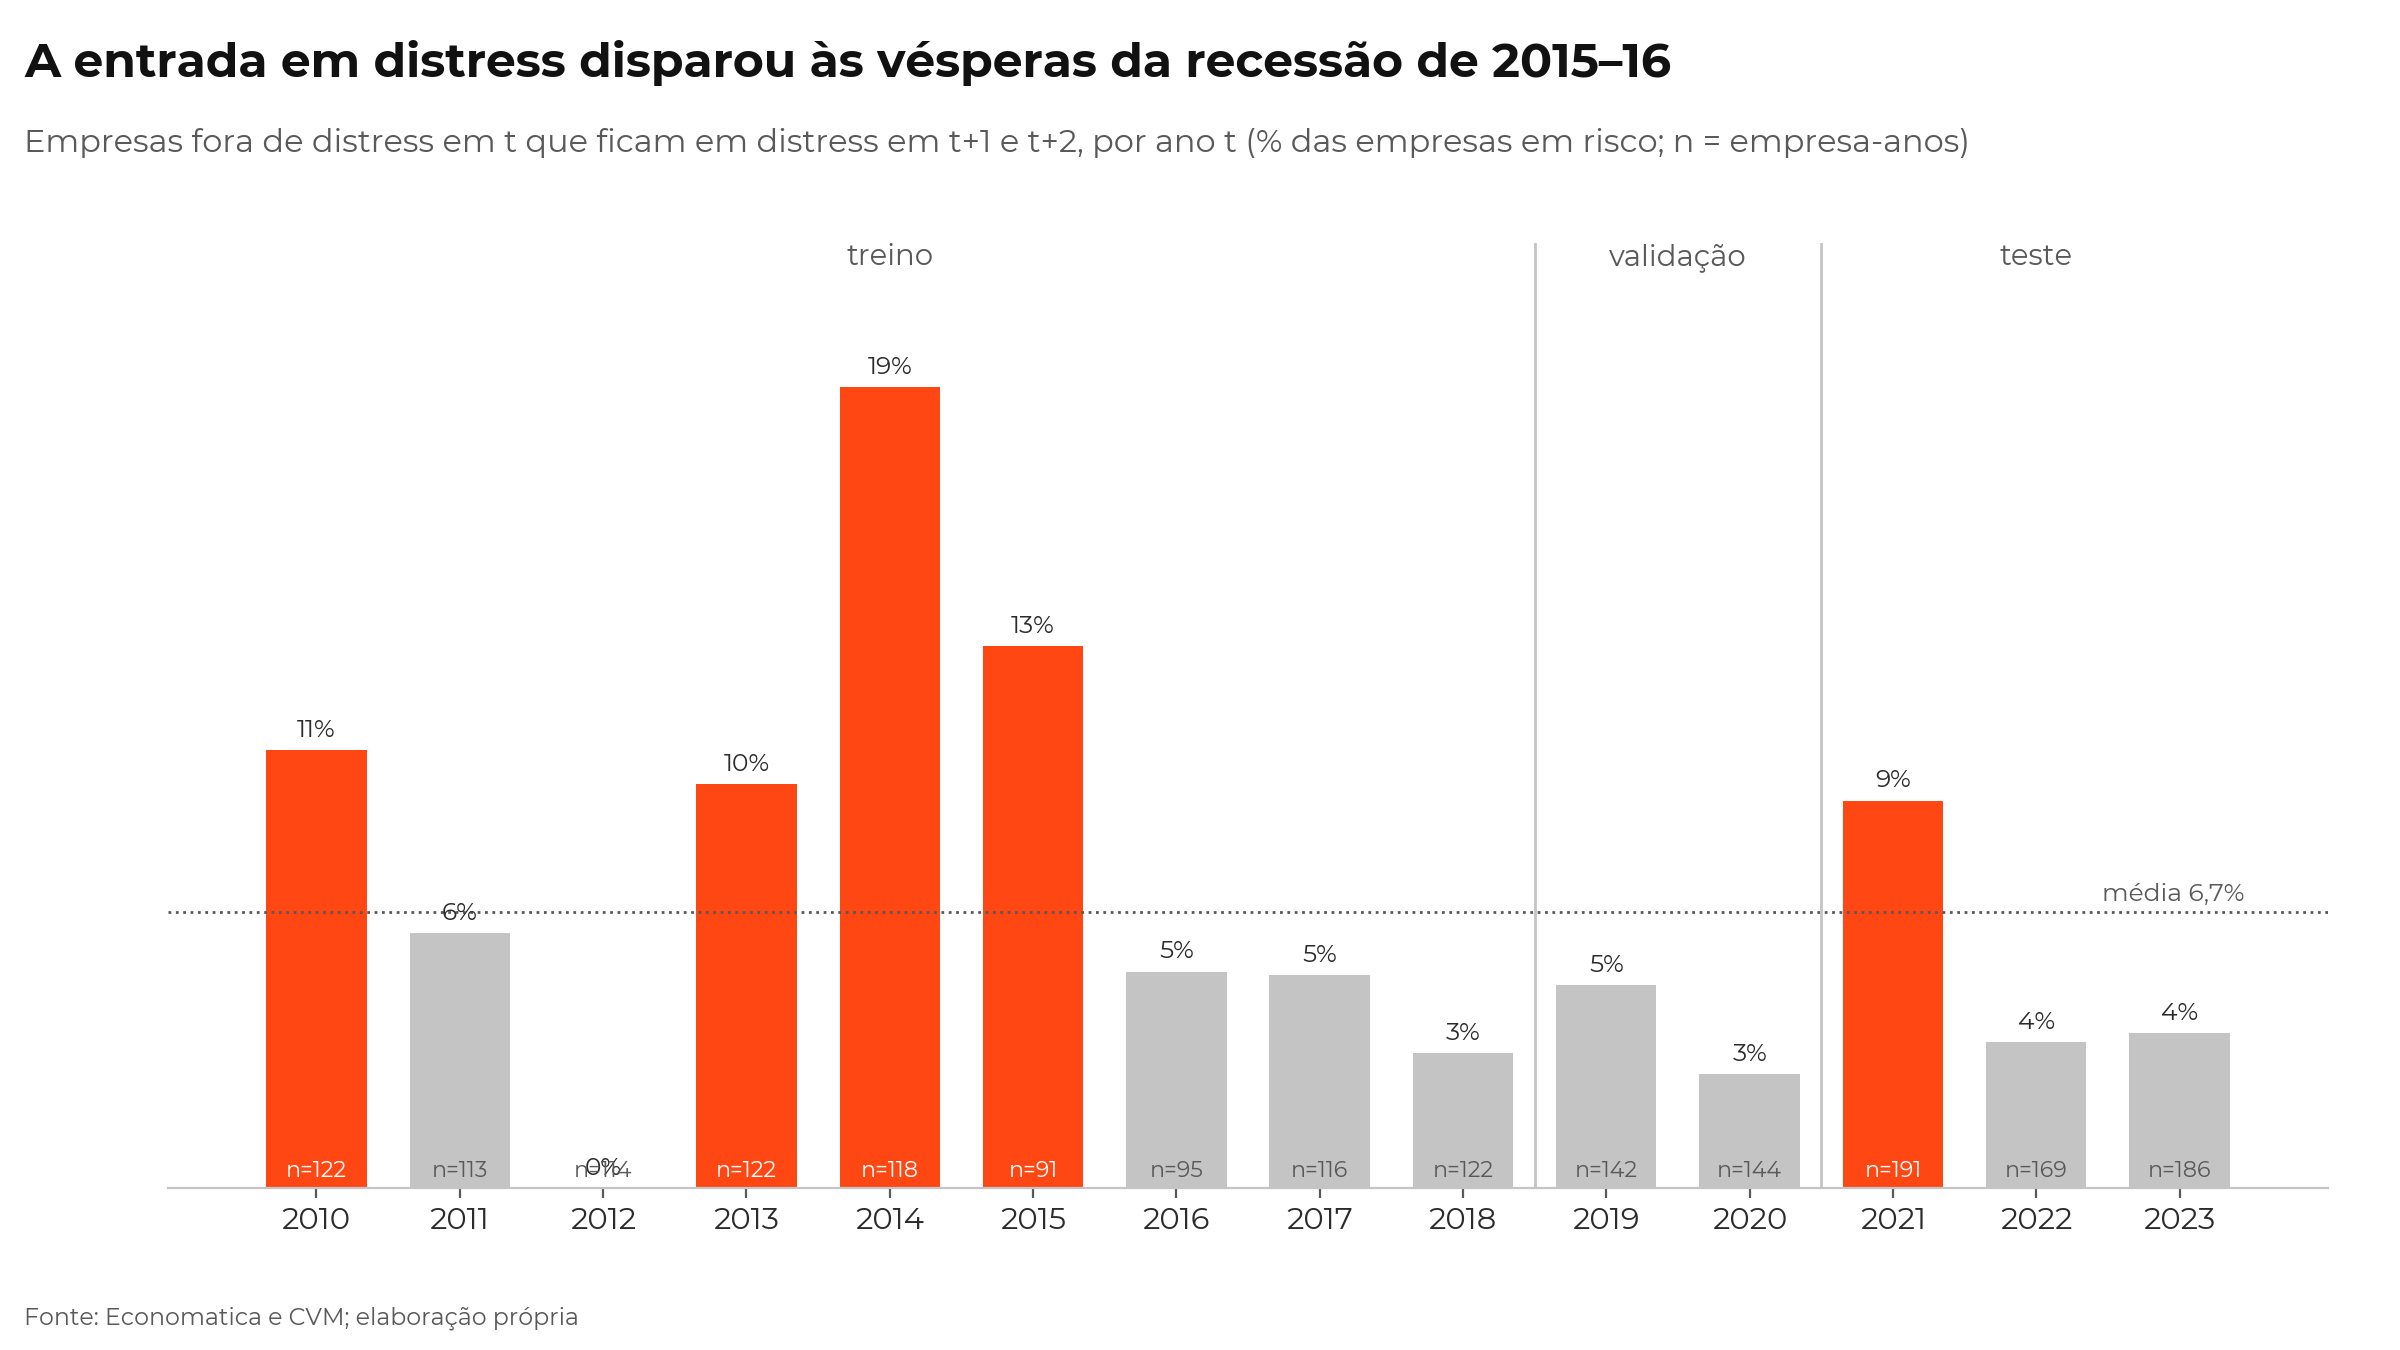 A entrada em distress disparou às vésperas da recessão de 2015–16
Empresas fora de distress em t que ficam em distress em t+1 e t+2, por ano t (% das empresas em risco; n = empresa-anos)
treino validação teste
19%
13%
11%
10%
9%
média 6,7%
6%
5% 5% 5%
4% 4%
3% 3%
0%
n=122 n=113 n=114 n=122 n=118 n=91 n=95 n=116 n=122 n=142 n=144 n=191 n=169 n=186
2010 2011 2012 2013 2014 2015 2016 2017 2018 2019 2020 2021 2022 2023
Fonte: Economatica e CVM; elaboração própria